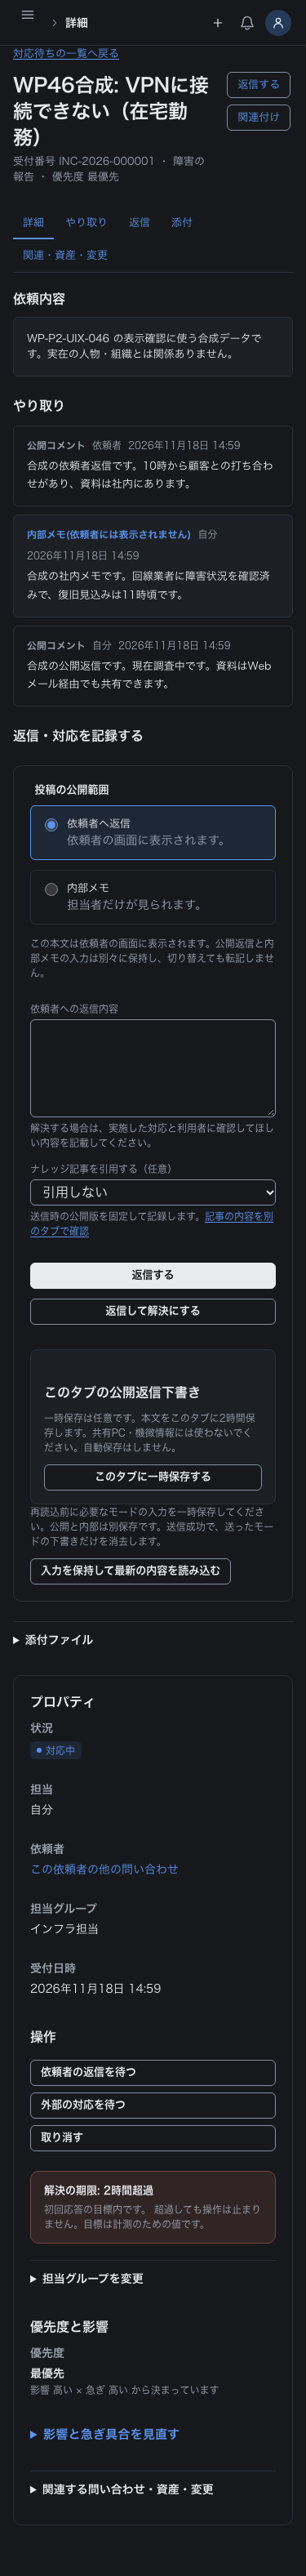 詳細
対応待ちの一覧へ戻る
WP46合成: VPNに接
続できない（在宅勤
務）
返信する
関連付け
受付番号 INC-2026-000001 ・ 障害の
報告 ・ 優先度 最優先
詳細 やり取り 返信 添付
関連・資産・変更
依頼内容
WP-P2-UIX-046 の表示確認に使う合成データで
す。実在の人物・組織とは関係ありません。
やり取り
公開コメント 依頼者 2026年11月18日 14:59
合成の依頼者返信です。10時から顧客との打ち合わ
せがあり、資料は社内にあります。
内部メモ(依頼者には表示されません) 自分
2026年11月18日 14:59
合成の社内メモです。回線業者に障害状況を確認済
みで、復旧見込みは11時頃です。
公開コメント 自分 2026年11月18日 14:59
合成の公開返信です。現在調査中です。資料はWeb
メール経由でも共有できます。
返信・対応を記録する
投稿の公開範囲
依頼者へ返信
依頼者の画面に表示されます。
内部メモ
担当者だけが見られます。
この本文は依頼者の画面に表示されます。公開返信と内
部メモの入力は別々に保持し、切り替えても転記しませ
ん。
依頼者への返信内容
解決する場合は、実施した対応と利用者に確認してほし
い内容を記載してください。
ナレッジ記事を引用する（任意）
引用しない
送信時の公開版を固定して記録します。記事の内容を別
のタブで確認
返信する
返信して解決にする
このタブの公開返信下書き
一時保存は任意です。本文をこのタブに2時間保
存します。共有PC・機微情報には使わないでく
ださい。自動保存はしません。
このタブに一時保存する
再読込前に必要なモードの入力を一時保存してくださ
い。公開と内部は別保存です。送信成功で、送ったモー
ドの下書きだけを消去します。
入力を保持して最新の内容を読み込む
添付ファイル
プロパティ
状況
対応中
担当
自分
依頼者
この依頼者の他の問い合わせ
担当グループ
インフラ担当
受付日時
2026年11月18日 14:59
操作
依頼者の返信を待つ
外部の対応を待つ
取り消す
解決の期限: 2時間超過
初回応答の目標内です。 超過しても操作は止まり
ません。目標は計測のための値です。
担当グループを変更
優先度と影響
優先度
最優先
影響 高い × 急ぎ 高い から決まっています
影響と急ぎ具合を見直す
関連する問い合わせ・資産・変更